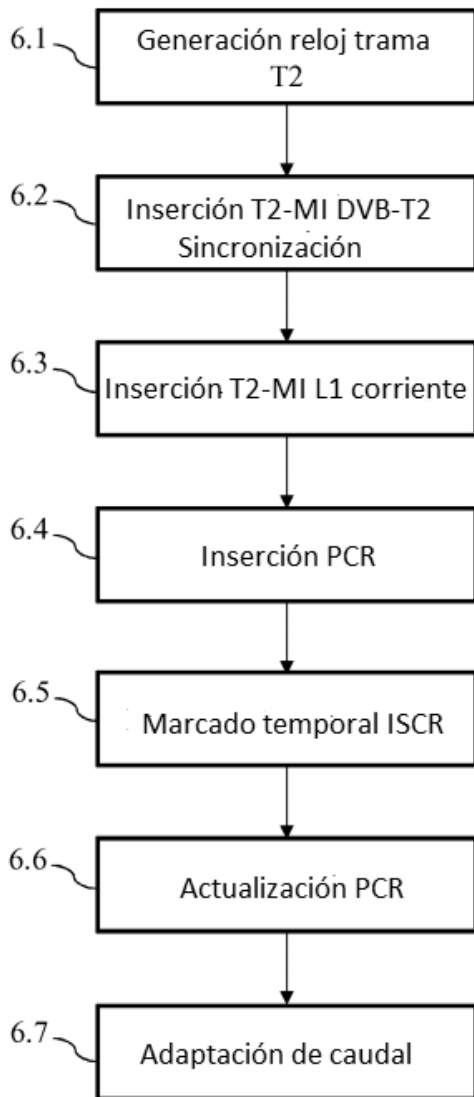 6.1
Generación reloj trama
T2
6.2
Inserción T2-MI DVB-T2
Sincronización
6.3
Inserción T2-MI L1 corriente
6.4
Inserción PCR
6.5
Marcado temporal ISCR
6.6
Actualización PCR
6.7
Adaptación de caudal